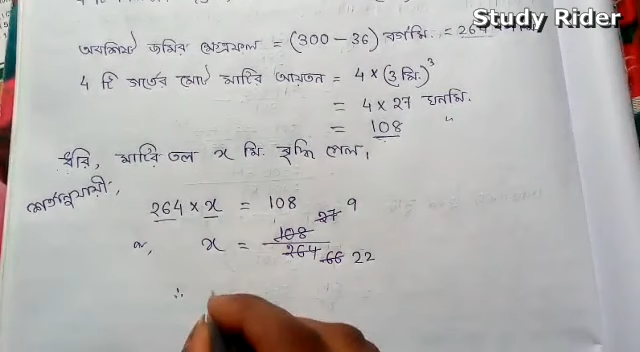 Study Rider
অবশিষ্ট জমির ক্ষেত্রফল = (300 - 36) বর্গমি. = 264
4 টি গর্তের মোট মাটির আয়তন = 4 × (3 মি.)³
= 4 × 27 ঘনমি.
= 108 "
ধরি, মাটির তল x মি. বৃদ্ধি পেল,
শর্তানুযায়ী,
264 × x = 108
বা, x = 108 27 9 / 264 66 22
∴